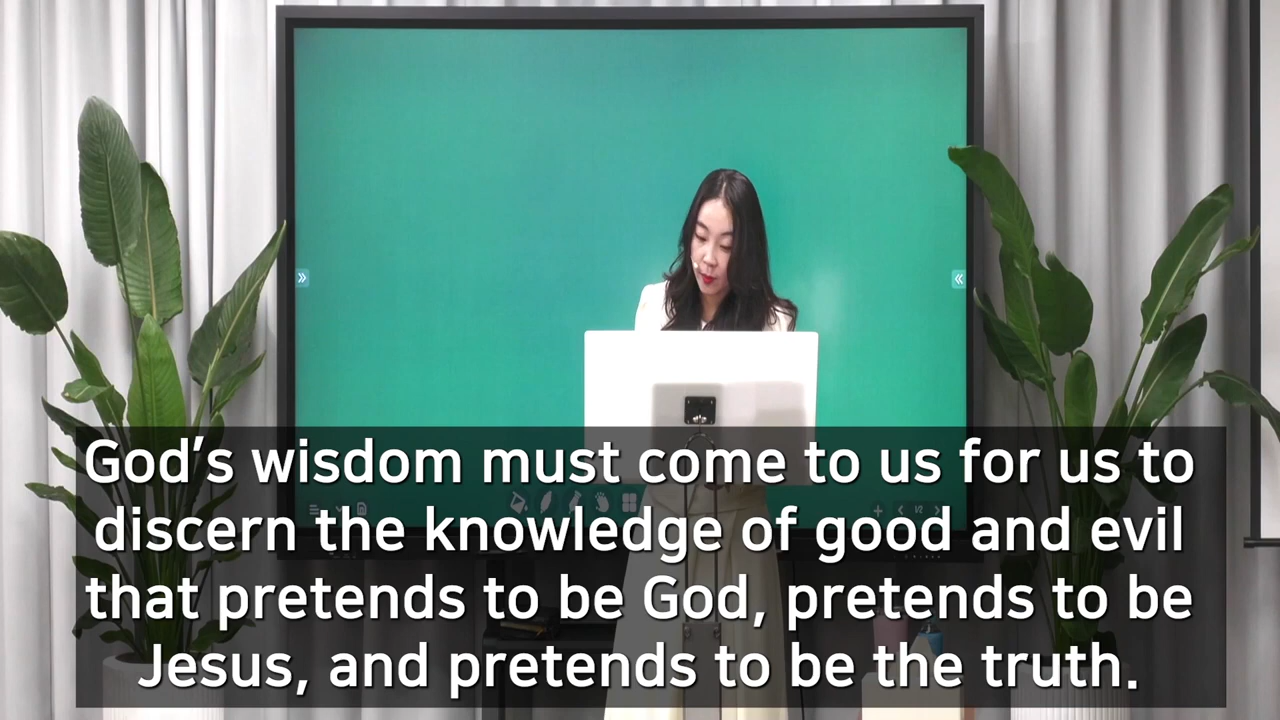 God's wisdom must come to us for us to
discern the knowledge of good and evil
that pretends to be God, pretends to be
Jesus, and pretends to be the truth.